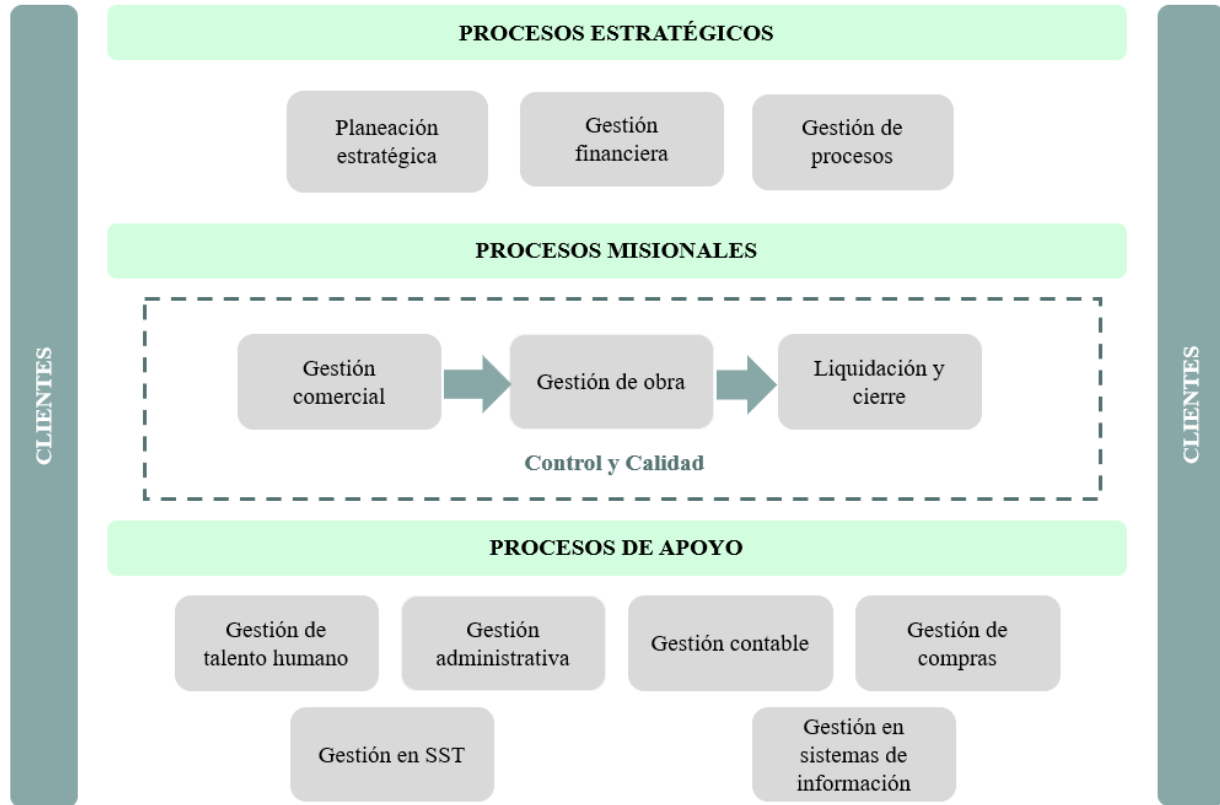 CLIENTES
PROCESOS ESTRATÉGICOS
Planeación
estratégica
Gestión
financiera
Gestión de
procesos
PROCESOS MISIONALES
Gestión
comercial
Gestión de obra
Liquidación y
cierre
Control y Calidad
PROCESOS DE APOYO
Gestión de
talento humano
Gestión
administrativa
Gestión contable
Gestión de
compras
Gestión en SST
Gestión en
sistemas de
información
CLIENTES